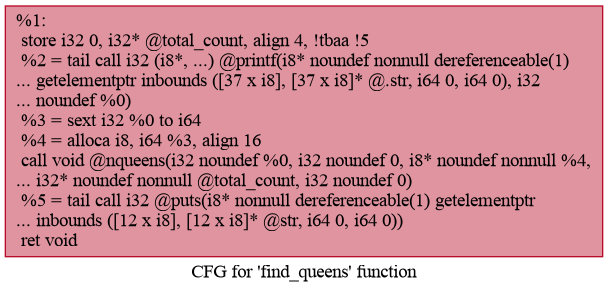 %1:
store i32 0, i32* @total_count, align 4, !tbaa !5
%2 = tail call i32 (i8*, ...) @printf(i8* noundef nonnull dereferenceable(1)
... getelementptr inbounds ([37 x i8], [37 x i8]* @.str, i64 0, i64 0), i32
... noundef %0)
%3 = sext i32 %0 to i64
%4 = alloca i8, i64 %3, align 16
call void @nqueens(i32 noundef %0, i32 noundef 0, i8* noundef nonnull %4,
... i32* noundef nonnull @total_count, i32 noundef 0)
%5 = tail call i32 @puts(i8* nonnull dereferenceable(1) getelementptr
... inbounds ([12 x i8], [12 x i8]* @str, i64 0, i64 0))
ret void
CFG for 'find_queens' function